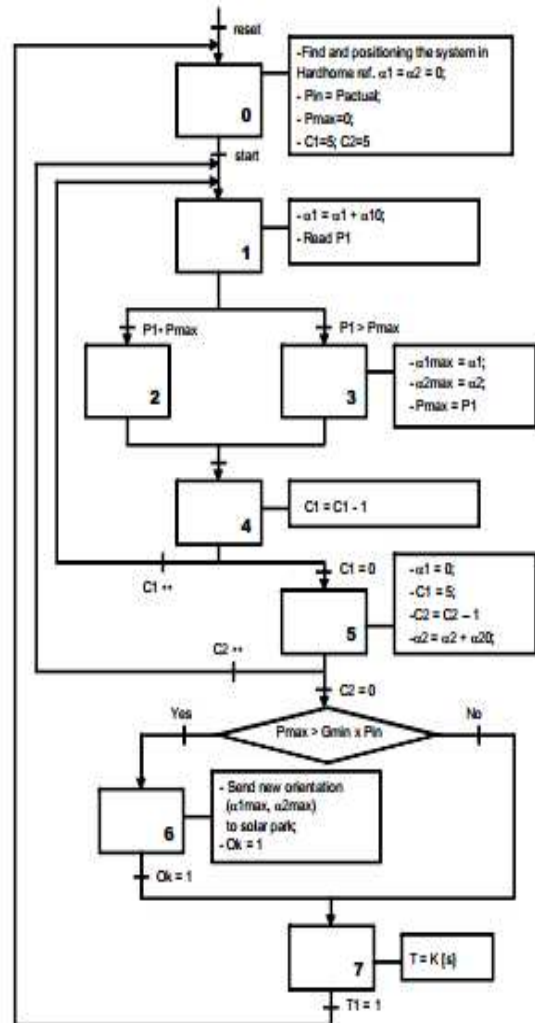 reset
-Find and positioning the system in
Hardhome ref. α1 = α2 = 0;
- Pin = Pactual;
- Pmax=0;
- C1=5; C2=5
0
start
- α1 = α1 + α10;
- Read P1
1
P1
Pmax
P1 > Pmax
2
3
- α1max = α1;
- α2max = α2;
- Pmax = P1
4
C1 = C1 - 1
C1
C1 = 0
5
- α1 = 0;
- C1 = 5;
- C2 = C2 – 1
-α2 = α2 + α20;
C2
C2 = 0
Yes
Pmax > Gmin x Pin
No
6
- Send new orientation
(α1max, α2max)
to solar park;
- Ok = 1
Ok = 1
7
T = K [s]
T1 = 1